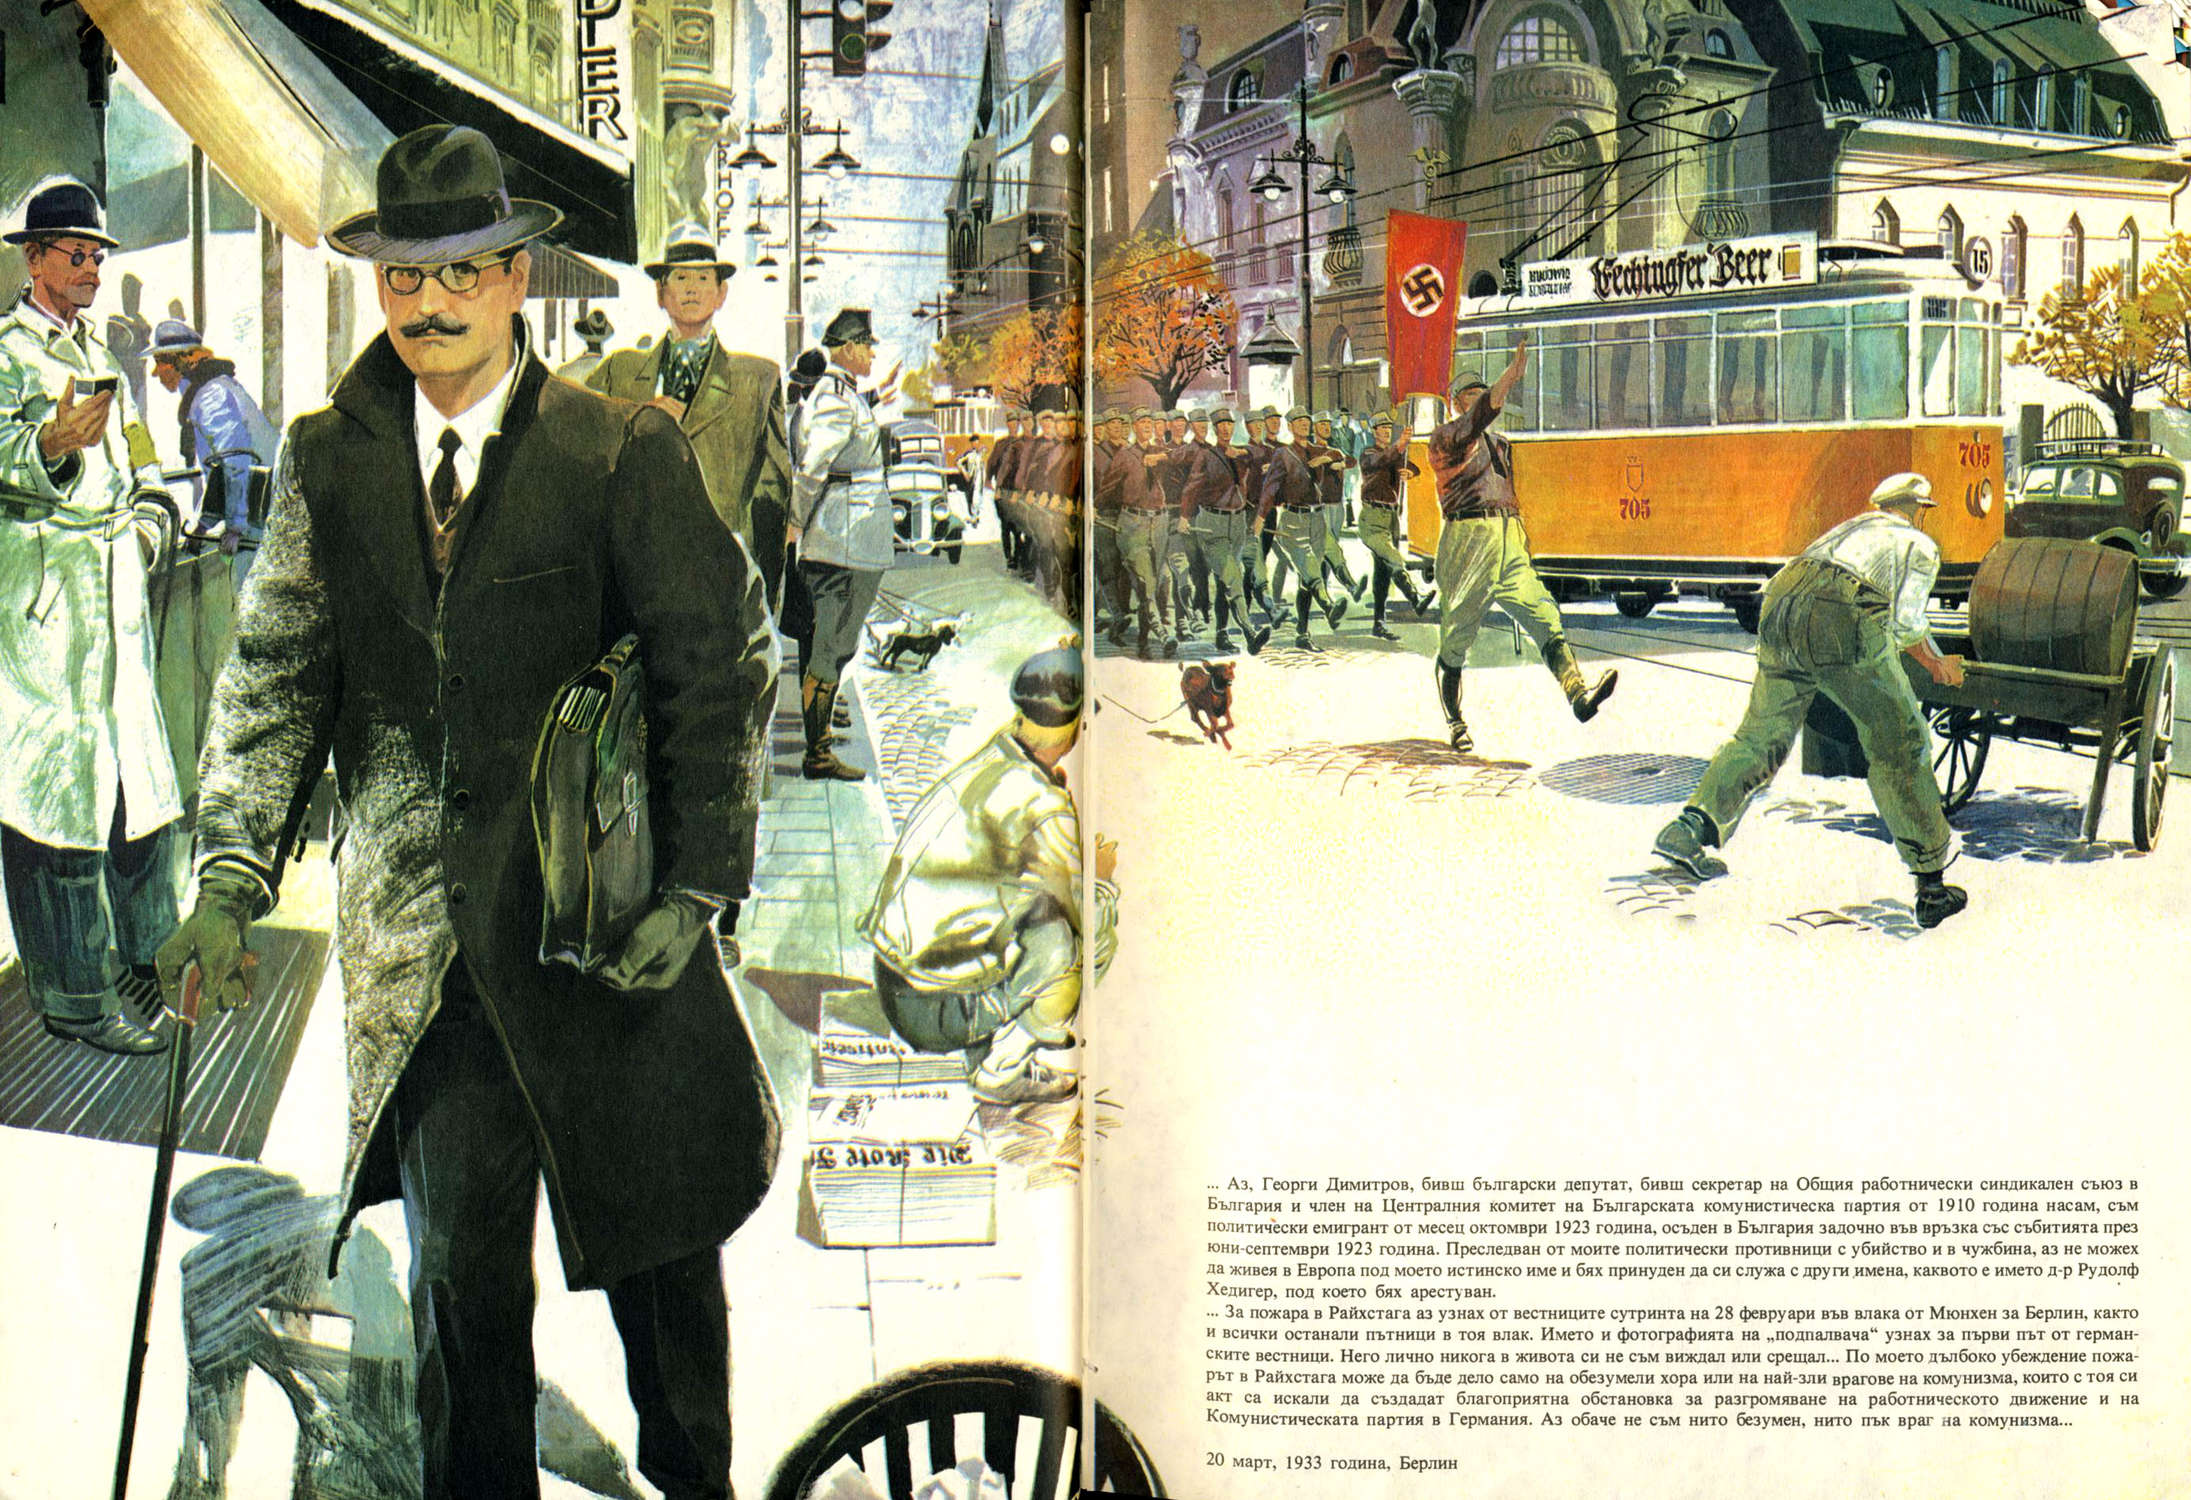 DLER
RHOF
Eechingfer Beer
15
705
705
Die Rote F
... Аз, Георги Димитров, бивш български депутат, бивш секретар на Общия работнически синдикален съюз в
България и член на Централния комитет на Българската комунистическа партия от 1910 година насам, съм
политически емигрант от месец октомври 1923 година, осъден в България задочно във връзка със събитията през
юни-септември 1923 година. Преследван от моите политически противници с убийство и в чужбина, аз не можех
да живея в Европа под моето истинско име и бях принуден да си служа с други имена, каквото е името д-р Рудолф
Хедигер, под което бях арестуван.
... За пожара в Райхстага аз узнах от вестниците сутринта на 28 февруари във влака от Мюнхен за Берлин, както
и всички останали пътници в тоя влак. Името и фотографията на „подпалвача“ узнах за първи път от герман-
ските вестници. Него лично никога в живота си не съм виждал или срещал... По моето дълбоко убеждение пожа-
рът в Райхстага може да бъде дело само на обезумели хора или на най-зли врагове на комунизма, които с тоя си
акт са искали да създадат благоприятна обстановка за разгромяване на работническото движение и на
Комунистическата партия в Германия. Аз обаче не съм нито безумен, нито пък враг на комунизма...
20 март, 1933 година, Берлин